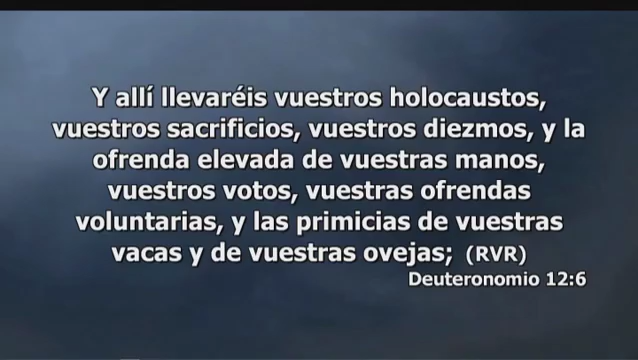 Y allí llevaréis vuestros holocaustos,
vuestros sacrificios, vuestros diezmos, y la
ofrenda elevada de vuestras manos,
vuestros votos, vuestras ofrendas
voluntarias, y las primicias de vuestras
vacas y de vuestras ovejas; (RVR)
Deuteronomio 12:6